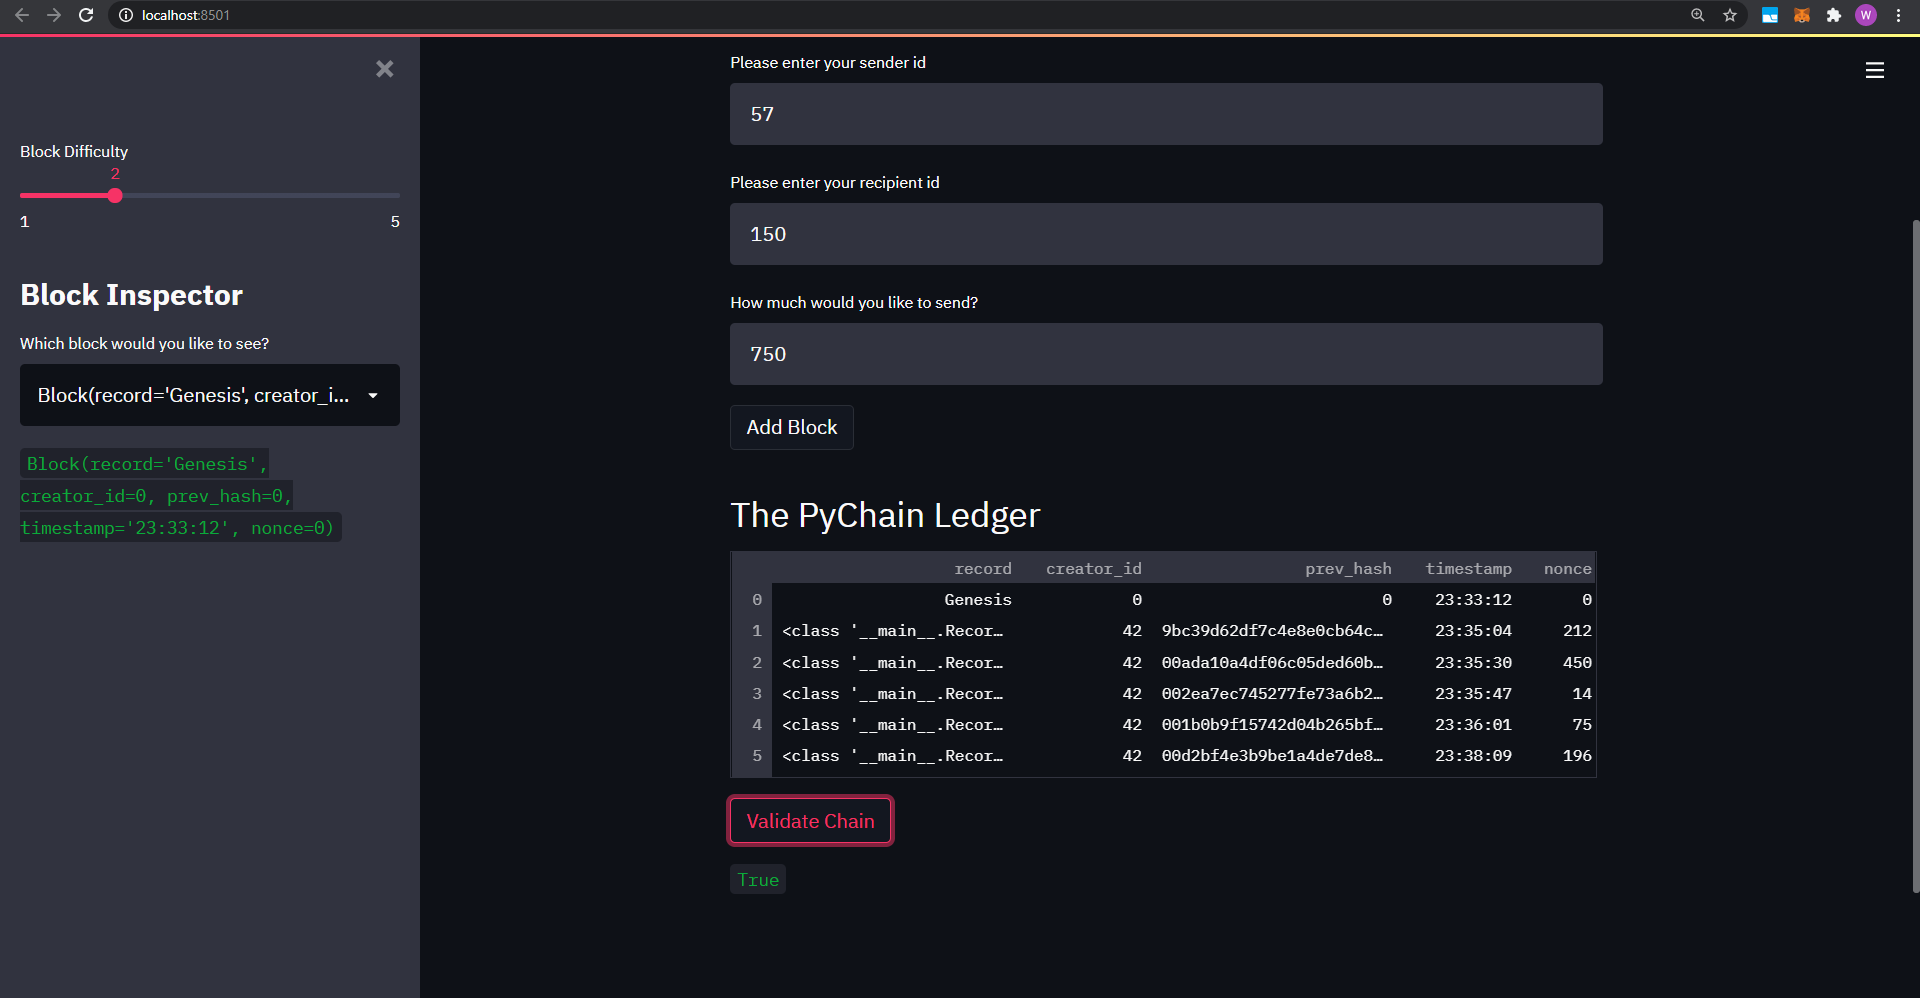 localhost:8501
W
Block Difficulty
2
1 5
Block Inspector
Which block would you like to see?
Block(record='Genesis', creator_i...
Block(record='Genesis',
creator_id=0, prev_hash=0,
timestamp='23:33:12', nonce=0)
Please enter your sender id
57
Please enter your recipient id
150
How much would you like to send?
750
Add Block
The PyChain Ledger
record creator_id prev_hash timestamp nonce
0 Genesis 0 0 23:33:12 0
1 <class '__main__.Recor… 42 9bc39d62df7c4e8e0cb64c… 23:35:04 212
2 <class '__main__.Recor… 42 00ada10a4df06c05ded60b… 23:35:30 450
3 <class '__main__.Recor… 42 002ea7ec745277fe73a6b2… 23:35:47 14
4 <class '__main__.Recor… 42 001b0b9f15742d04b265bf… 23:36:01 75
5 <class '__main__.Recor… 42 00d2bf4e3b9be1a4de7de8… 23:38:09 196
Validate Chain
True